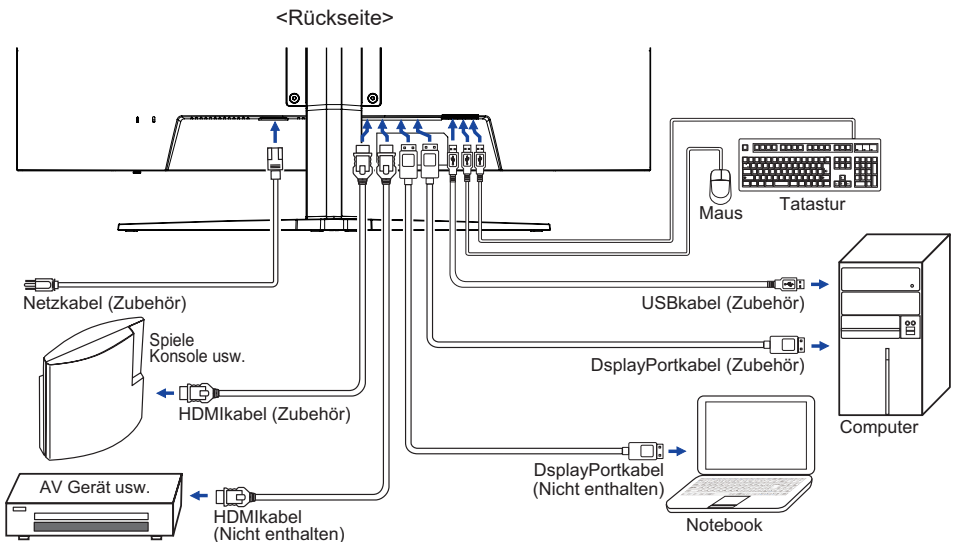 <Rückseite>
Maus
Tatastur
Netzkabel (Zubehör)
USBkabel (Zubehör)
Spiele
Konsole usw.
DsplayPortkabel (Zubehör)
HDMIkabel (Zubehör)
Computer
DsplayPortkabel
(Nicht enthalten)
AV Gerät usw.
HDMIkabel
(Nicht enthalten)
Notebook